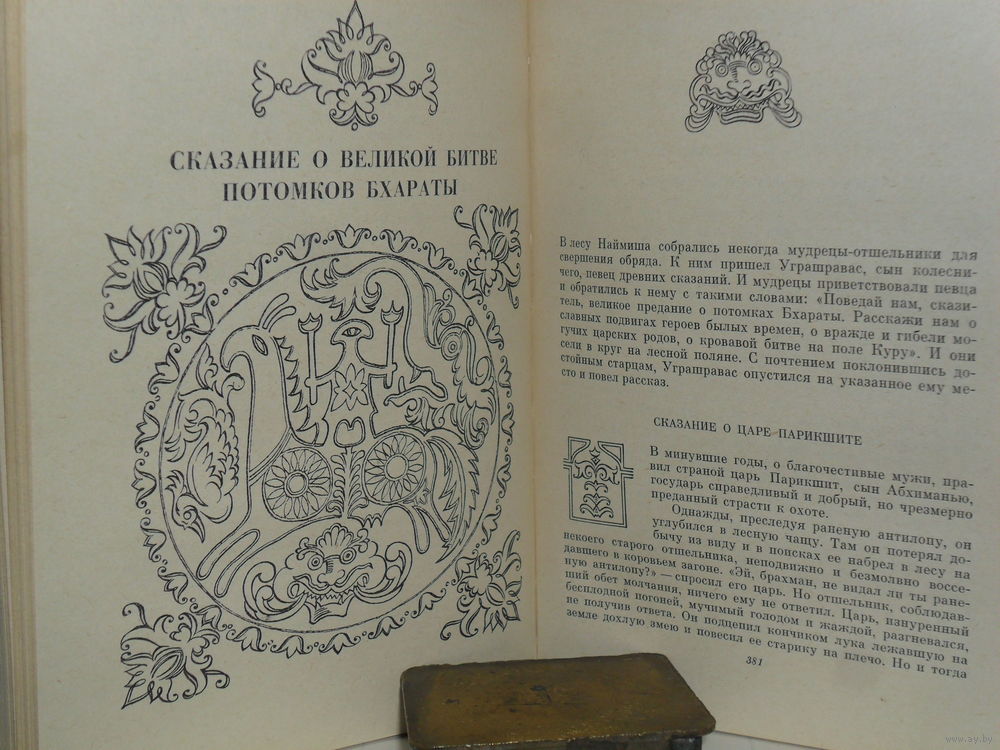 СКАЗАНИЕ О ВЕЛИКОЙ БИТВЕ
ПОТОМКОВ БХАРАТЫ
В лесу Наймиша собрались некогда мудрецы-отшельники для
свершения обряда. К ним пришел Уграшравас, сын колесни-
чего, певец древних сказаний. И мудрецы приветствовали певца
и обратились к нему с такими словами: «Поведай нам, скази-
тель, великое предание о потомках Бхараты. Расскажи нам о
славных подвигах героев былых времен, о вражде и гибели мо-
гучих царских родов, о кровавой битве на поле Куру». И они
сели в круг на лесной поляне. С почтением поклонившись до-
стойным старцам, Уграшравас опустился на указанное ему ме-
сто и повел рассказ.
СКАЗАНИЕ О ЦАРЕ ПАРИКШИТЕ
В минувшие годы, о благочестивые мужи, пра-
вил страной царь Парикшит, сын Абхиманью,
государь справедливый и добрый, но чрезмерно
преданный страсти к охоте.
Однажды, преследуя раненую антилопу, он
углубился в лесную чащу. Там он потерял до-
бычу из виду и в поисках ее набрел в лесу на
некоего старого отшельника, неподвижно и безмолвно воссе-
давшего в коровьем загоне. «Эй, брахман, не видал ли ты ране-
ную антилопу?» — спросил его царь. Но отшельник, соблюдав-
ший обет молчания, ничего ему не ответил. Царь, изнуренный
бесплодной погоней, мучимый голодом и жаждой, разгневался,
не получив ответа. Он подцепил кончиком лука лежавшую на
земле дохлую змею и повесил ее старику на плечо. Но и тогда
381
www.ay.by